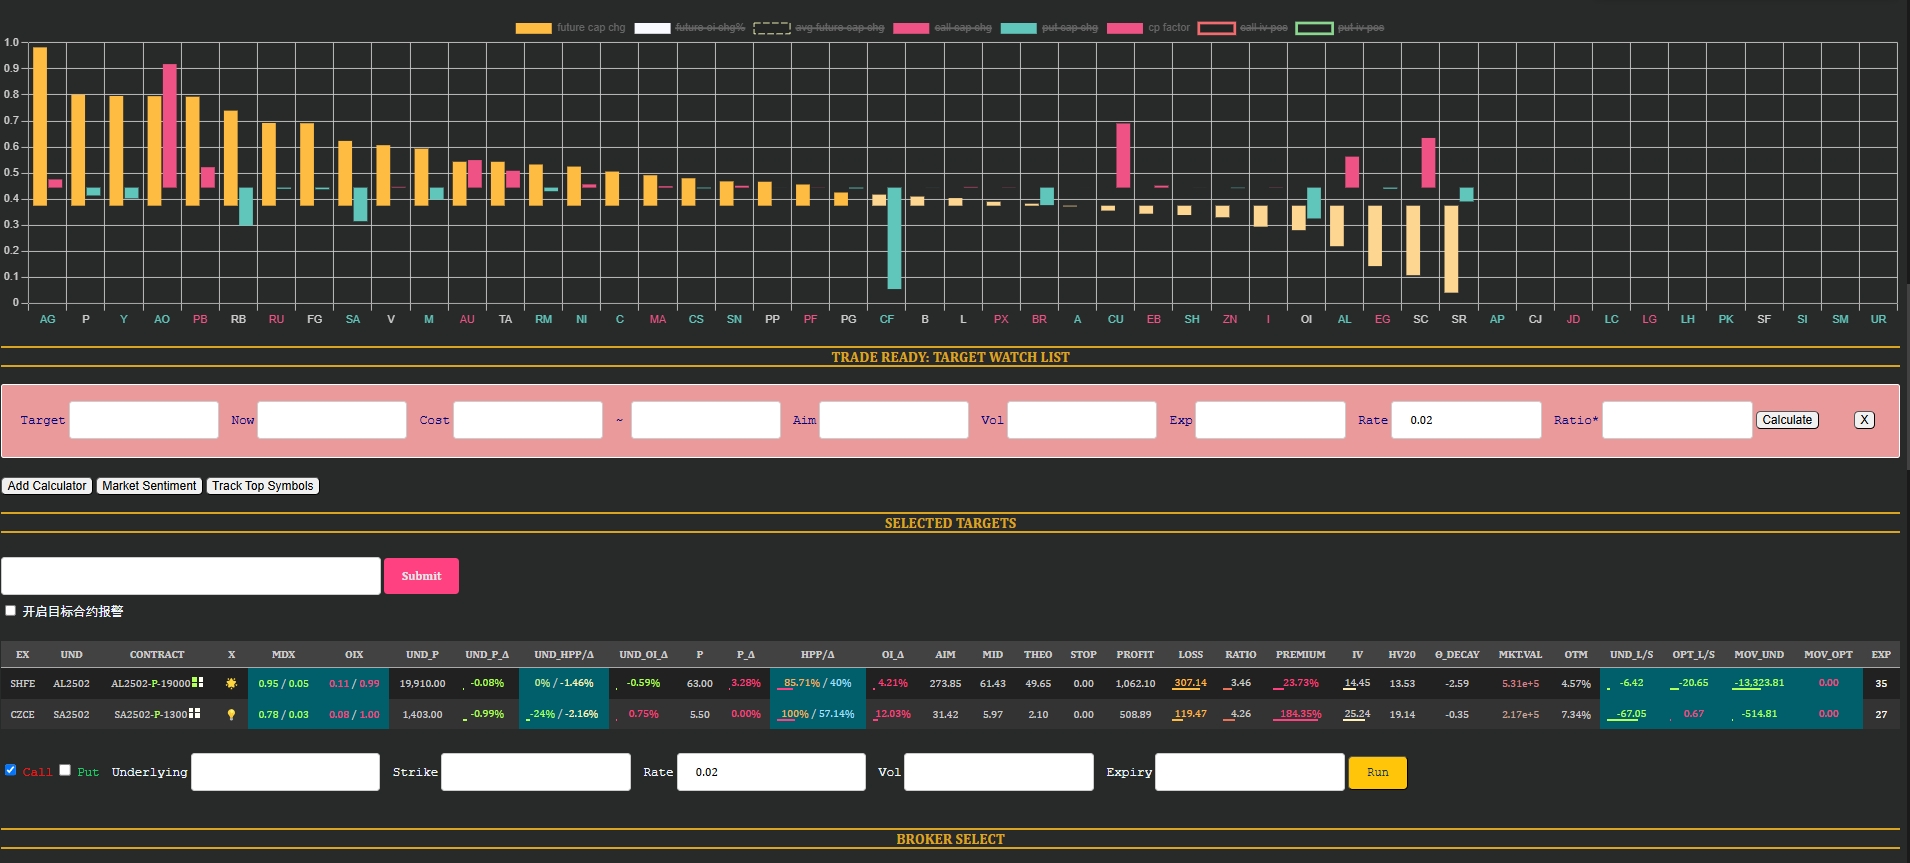 future cap chg future oi chg% avg future cap chg call cap chg put cap chg cp factor call iv pos put iv pos
1.0
0.9
0.8
0.7
0.6
0.5
0.4
0.3
0.2
0.1
0
AG P Y AO PB RB RU FG SA V M AU TA RM NI C MA CS SN PP PF PG CF B L PX BR A CU EB SH ZN I OI AL EG SC SR AP CJ JD LC LG LH PK SF SI SM UR
TRADE READY: TARGET WATCH LIST
Target Now Cost ~ Aim Vol Exp Rate 0.02 Ratio* Calculate X
Add Calculator Market Sentiment Track Top Symbols
SELECTED TARGETS
Submit
开启目标合约报警
EX UND CONTRACT X MDX OIX UND_P UND_P_Δ UND_HPP/Δ UND_OI_Δ P P_Δ HPP/Δ OI_Δ AIM MID THEO STOP PROFIT LOSS RATIO PREMIUM IV HV20 Θ_DECAY MKT.VAL OTM UND_L/S OPT_L/S MOV_UND MOV_OPT EXP
SHFE AL2502 AL2502-P-19000 0.95 / 0.05 0.11 / 0.99 19,910.00 -0.08% 0% / -1.46% -0.59% 63.00 3.28% 85.71% / 40% 4.21% 273.85 61.43 49.65 0.00 1,062.10 307.14 3.46 23.73% 14.45 13.53 -2.59 5.31e+5 4.57% -6.42 -20.65 -13,323.81 0.00 35
CZCE SA2502 SA2502-P-1300 0.78 / 0.03 0.08 / 1.00 1,403.00 -0.99% -24% / -2.16% 0.75% 5.50 0.00% 100% / 57.14% 12.03% 31.42 5.97 2.10 0.00 508.89 119.47 4.26 184.35% 25.24 19.14 -0.35 2.17e+5 7.34% -67.05 0.67 -514.81 0.00 27
Call Put Underlying Strike Rate 0.02 Vol Expiry Run
BROKER SELECT